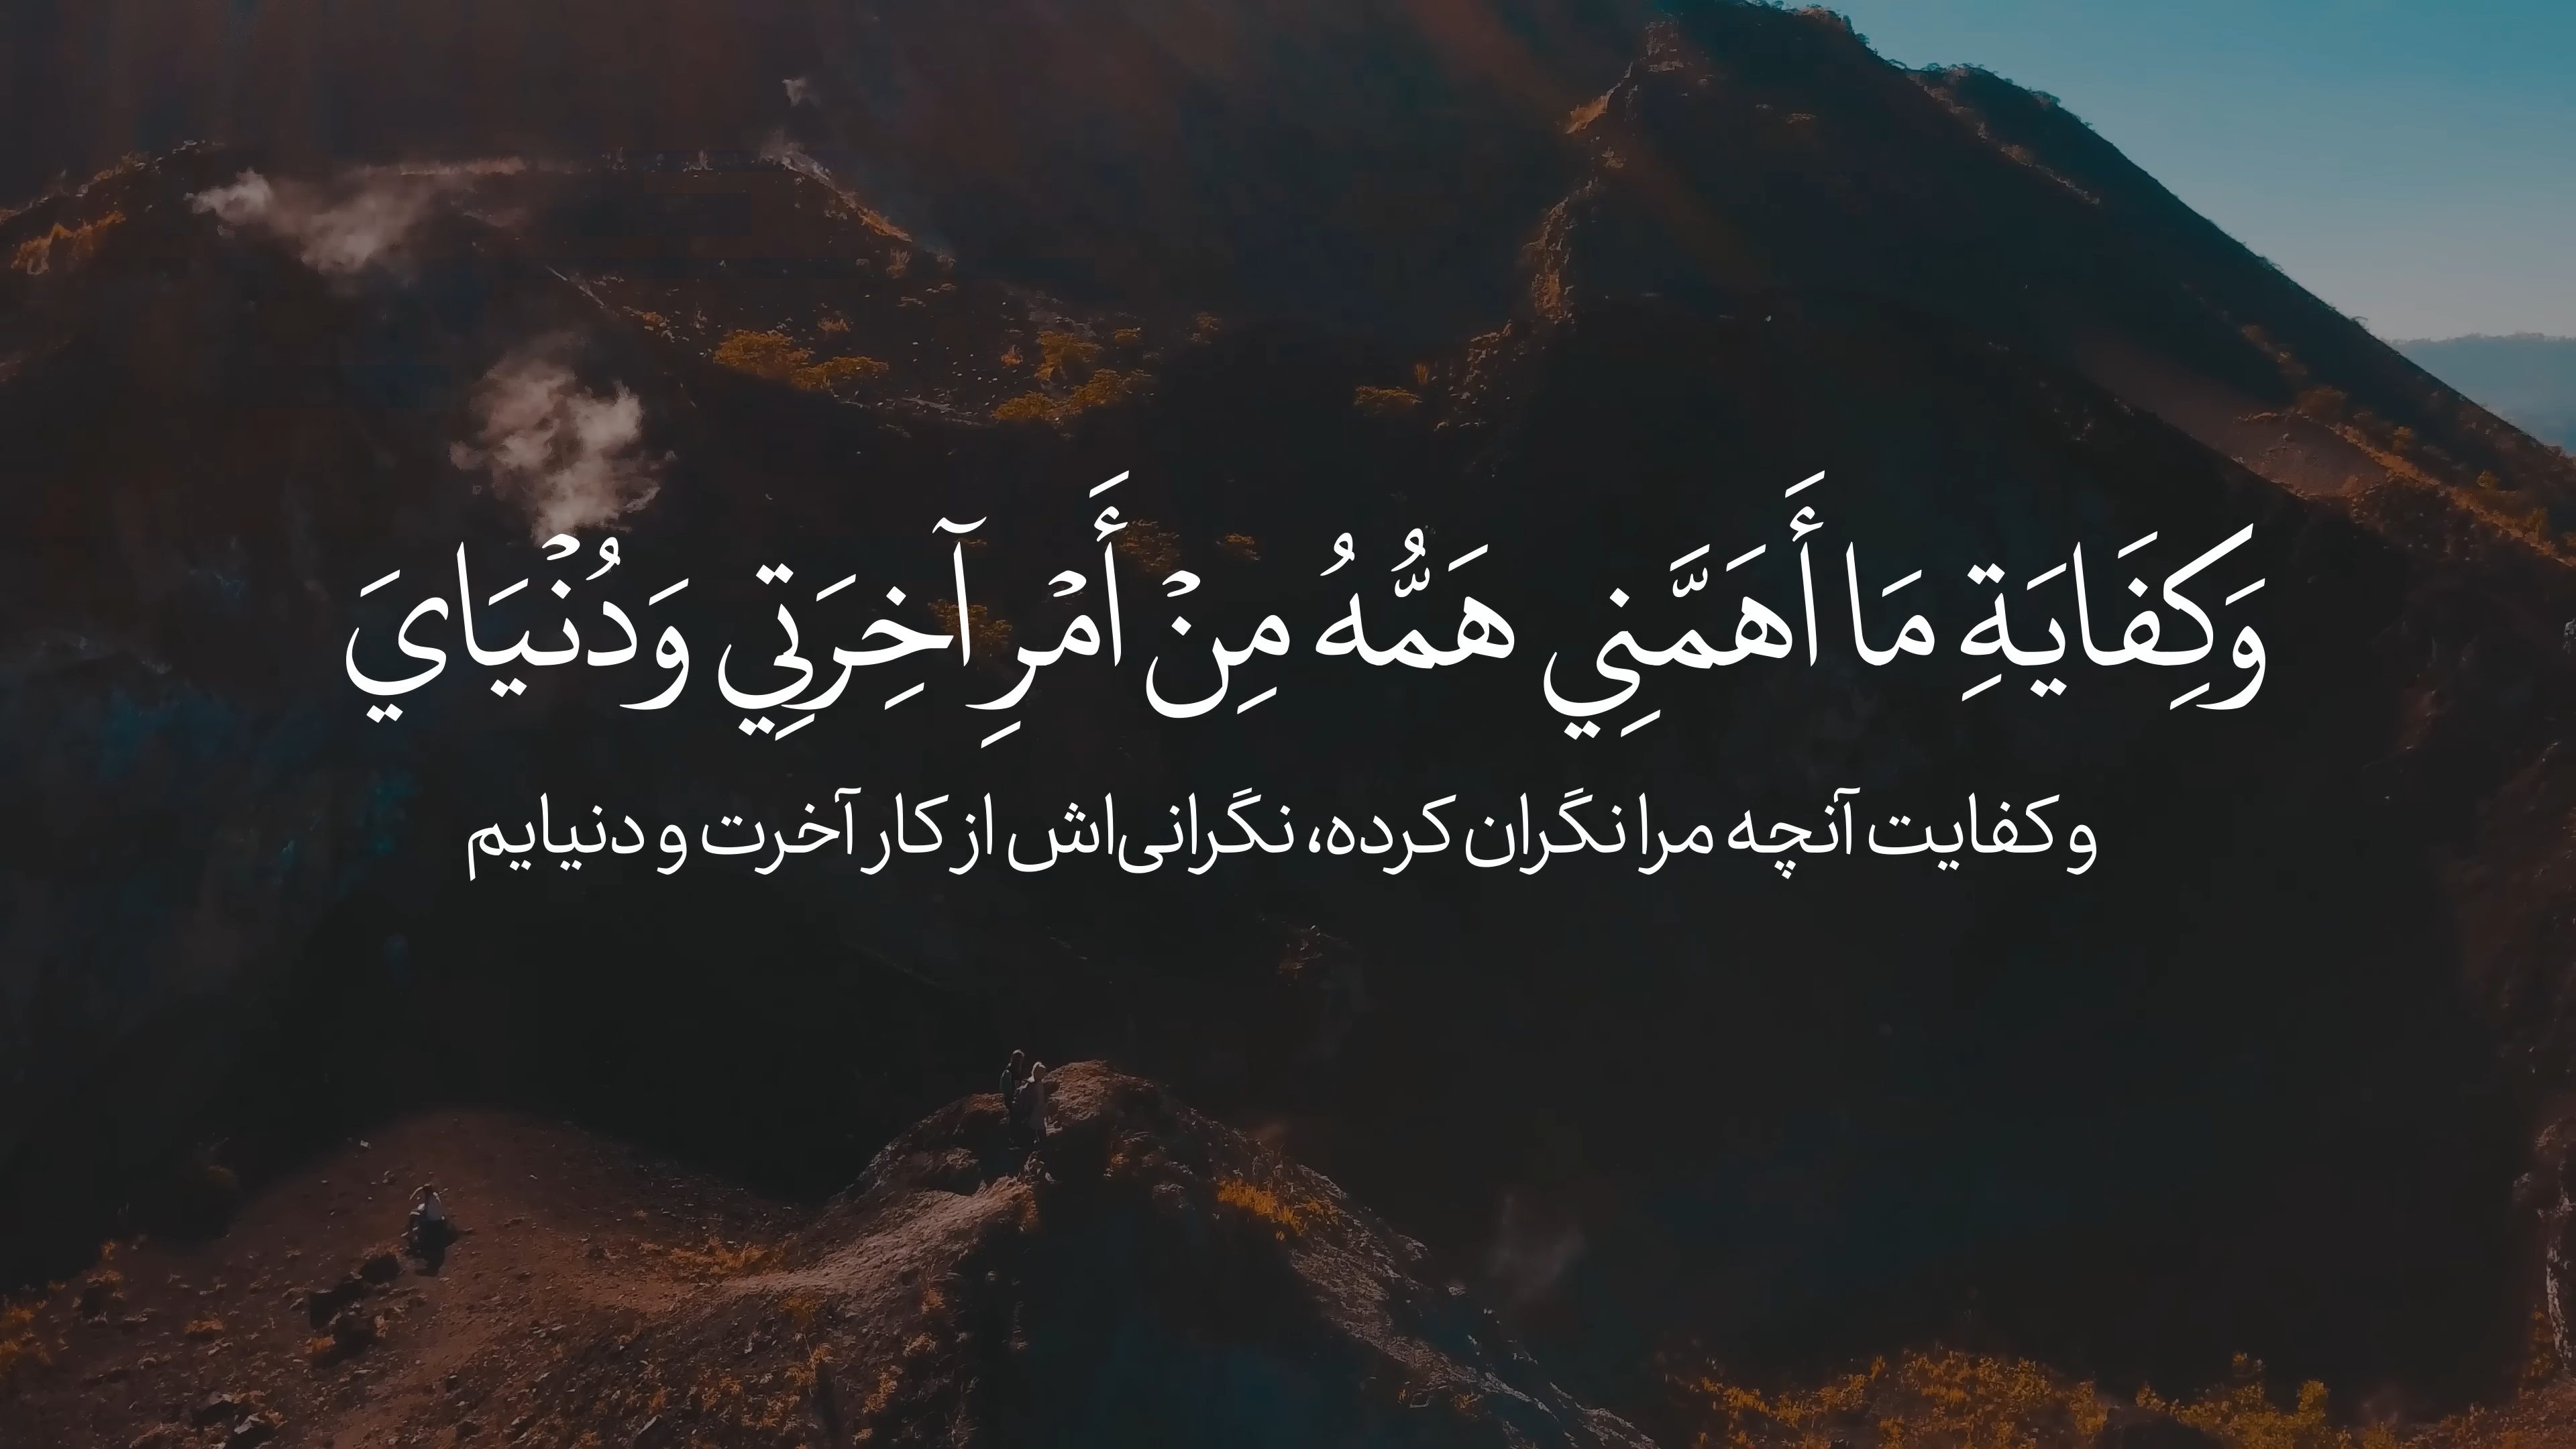 وَكِفَايَةِ مَا أَهَمَّنِي هَمُّهُ مِنْ أَمْرِ آخِرَتِي وَدُنْيَايَ
و کفایت آنچه مرا نگران کرده، نگرانی‌اش از کار آخرت و دنیایم